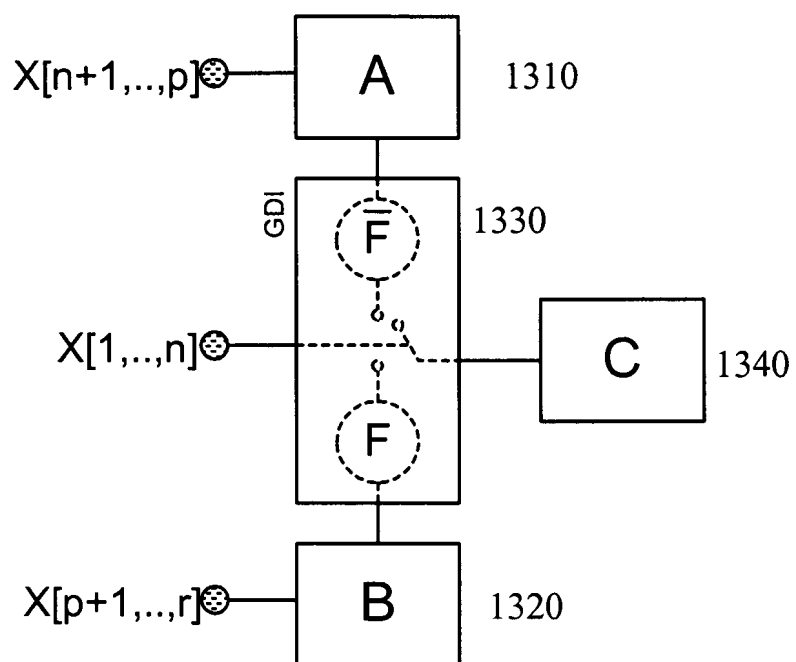 X[n+1,..,p]
A
1310
GDI
F̅
1330
X[1,..,n]
C
1340
F
X[p+1,..,r]
B
1320